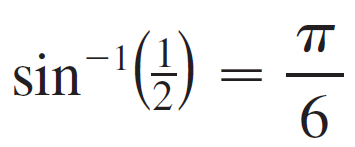 sin⁻¹(1/2) = π/6